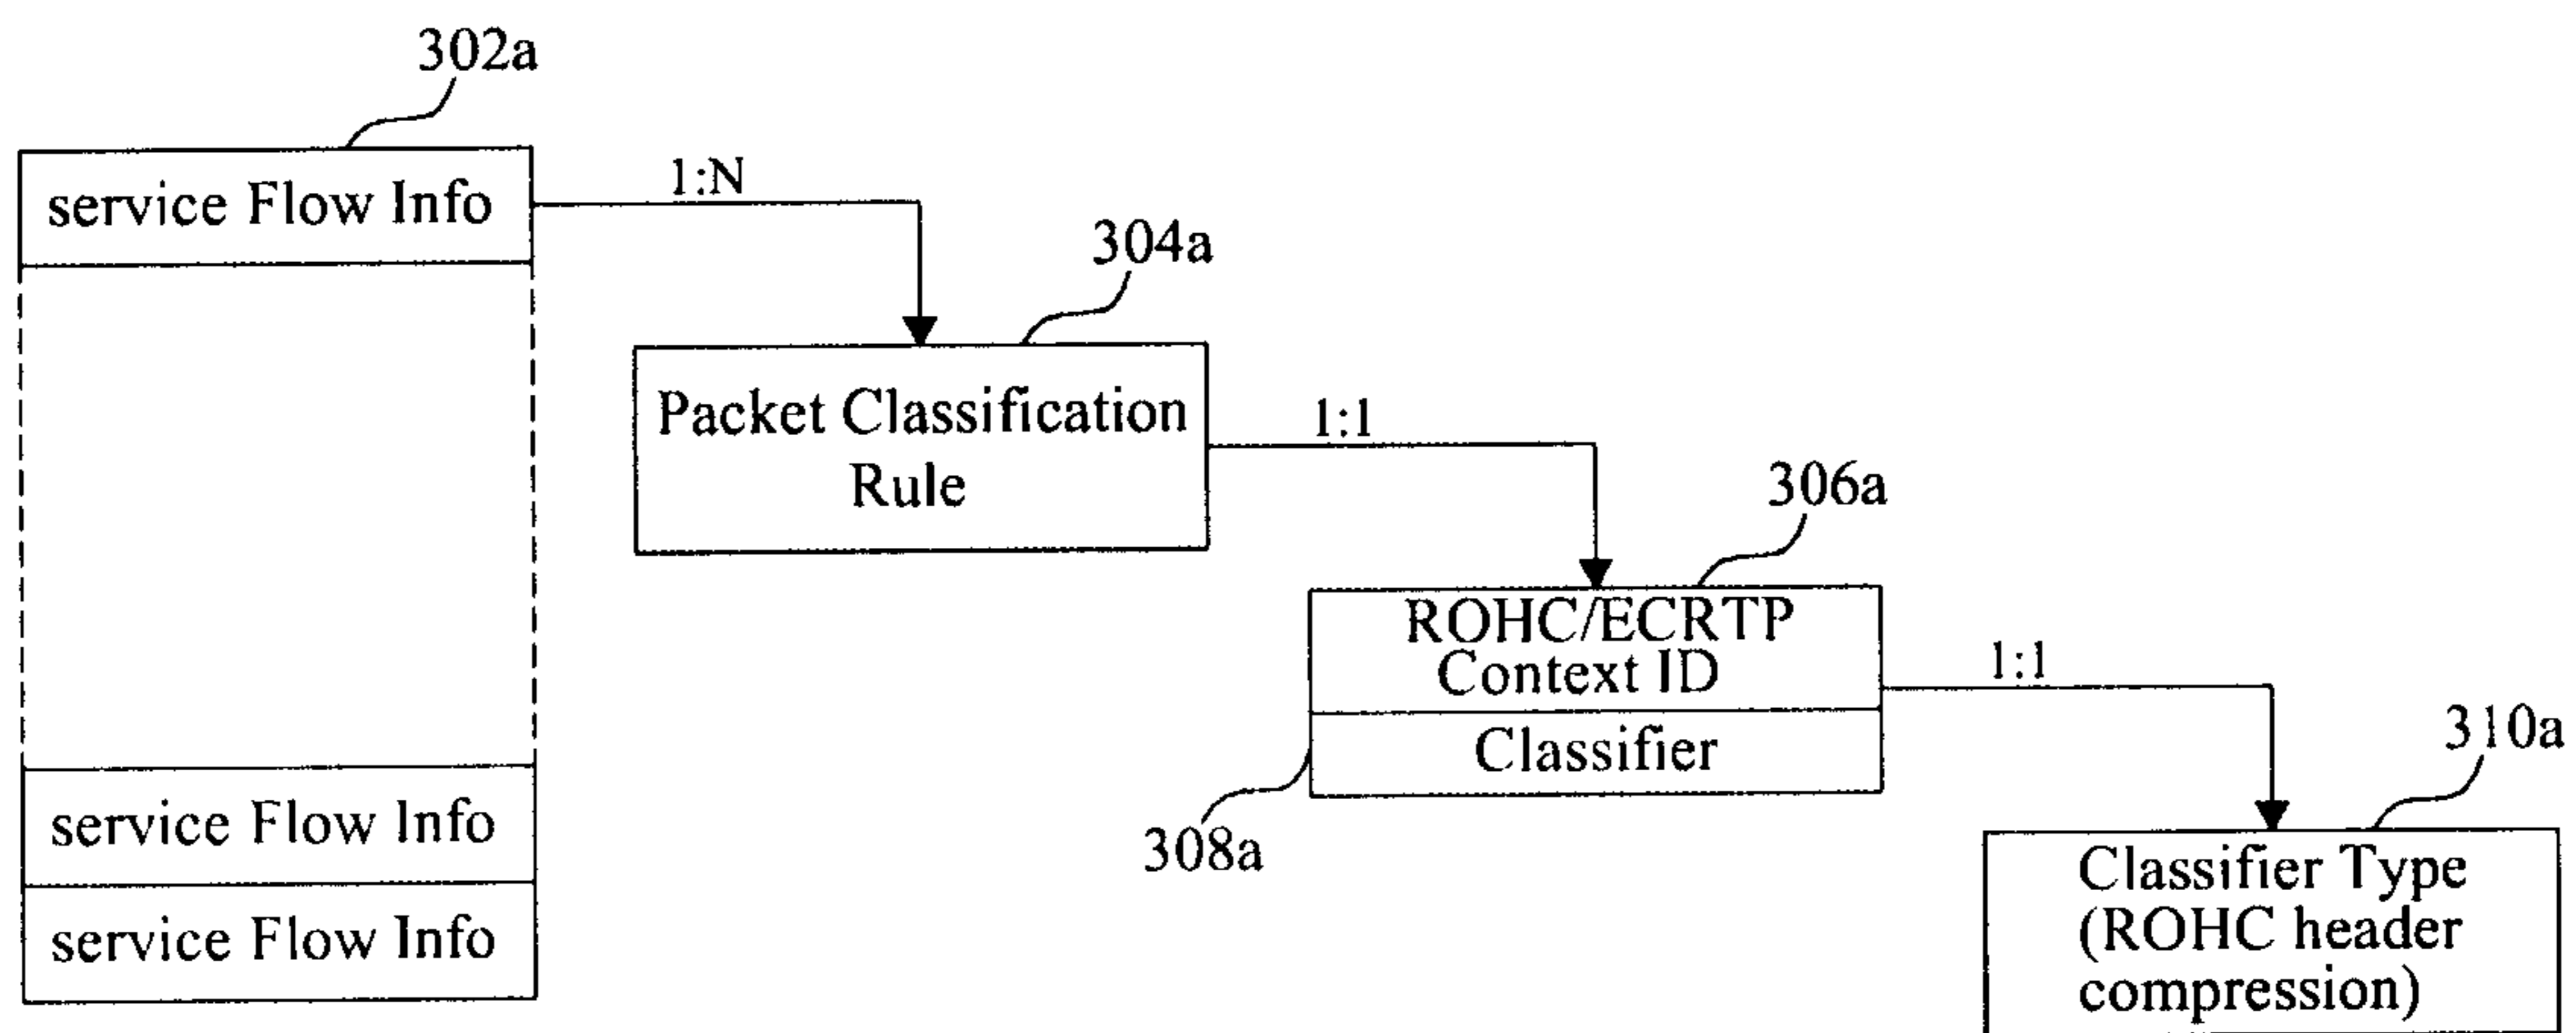 302a
service Flow Info
1:N
304a
Packet Classification
Rule
1:1
306a
ROHC/ECRTP
Context ID
Classifier
308a
1:1
310a
Classifier Type
(ROHC header
compression)
service Flow Info
service Flow Info